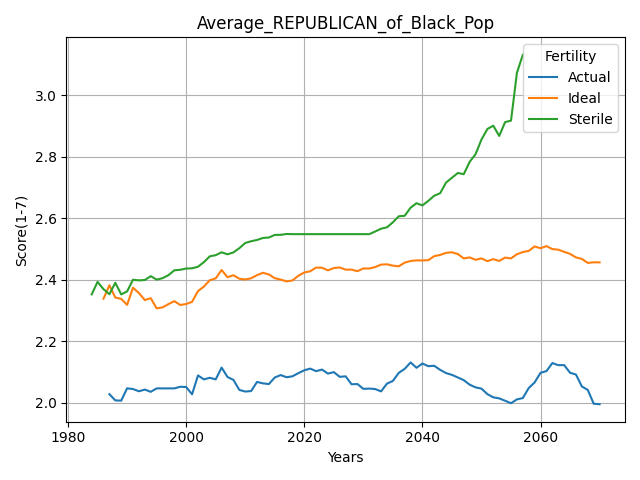 Average_REPUBLICAN_of_Black_Pop
Fertility
Actual
Ideal
Sterile
Score(1-7)
3.0
2.8
2.6
2.4
2.2
2.0
1980
2000
2020
2040
2060
Years